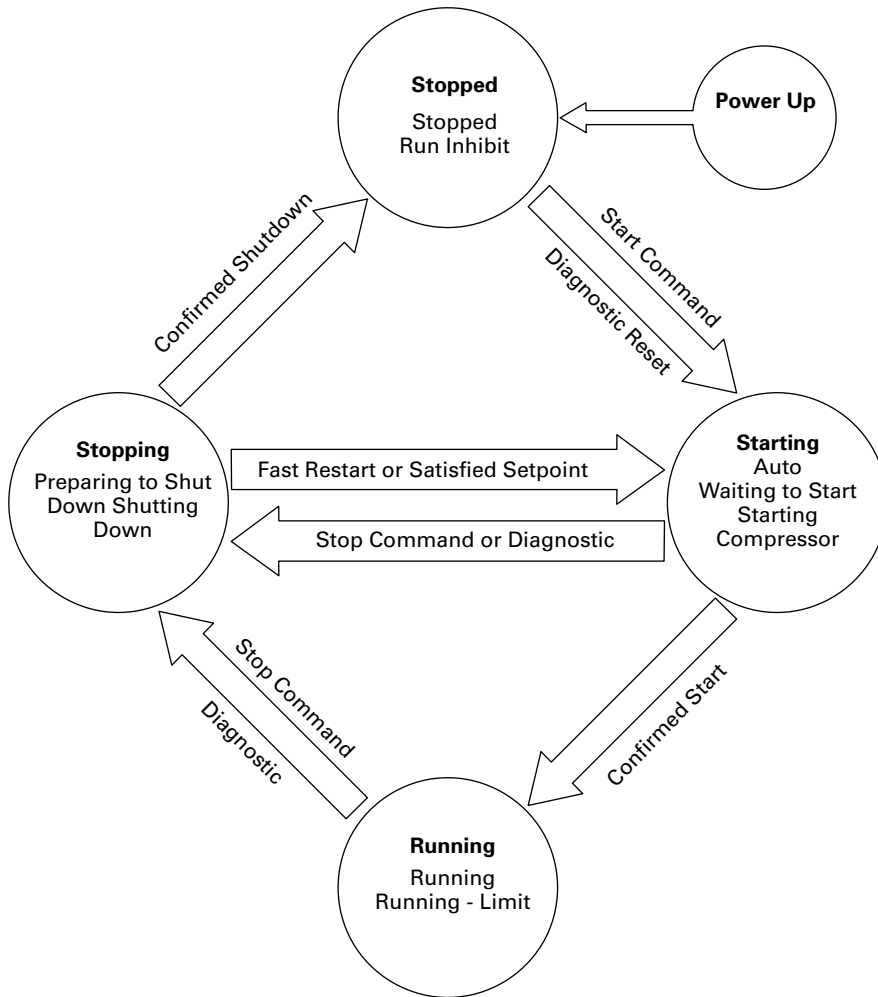 Stopped
Stopped
Run Inhibit
Power Up
Confirmed Shutdown
Start Command
Diagnostic Reset
Stopping
Preparing to Shut
Down Shutting
Down
Fast Restart or Satisfied Setpoint
Stop Command or Diagnostic
Starting
Auto
Waiting to Start
Starting
Compressor
Stop Command
Diagnostic
Confirmed Start
Running
Running
Running - Limit